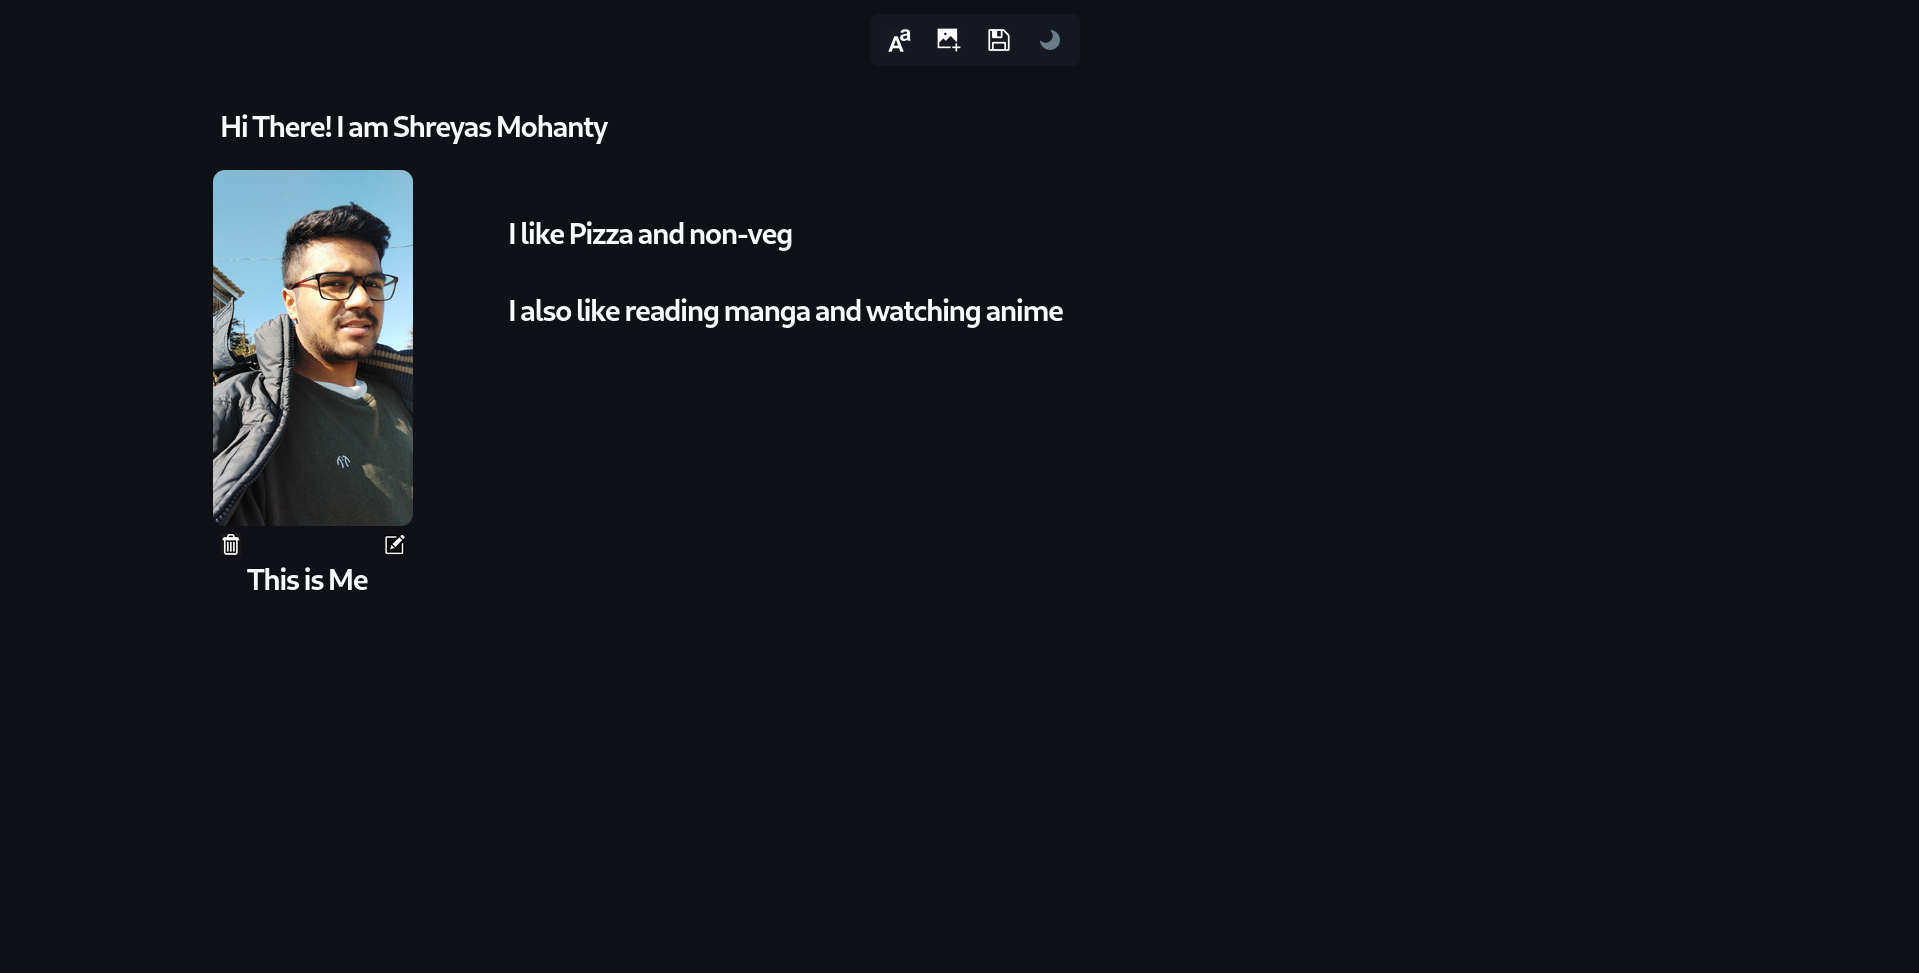 Hi There! I am Shreyas Mohanty
I like Pizza and non-veg
I also like reading manga and watching anime
This is Me